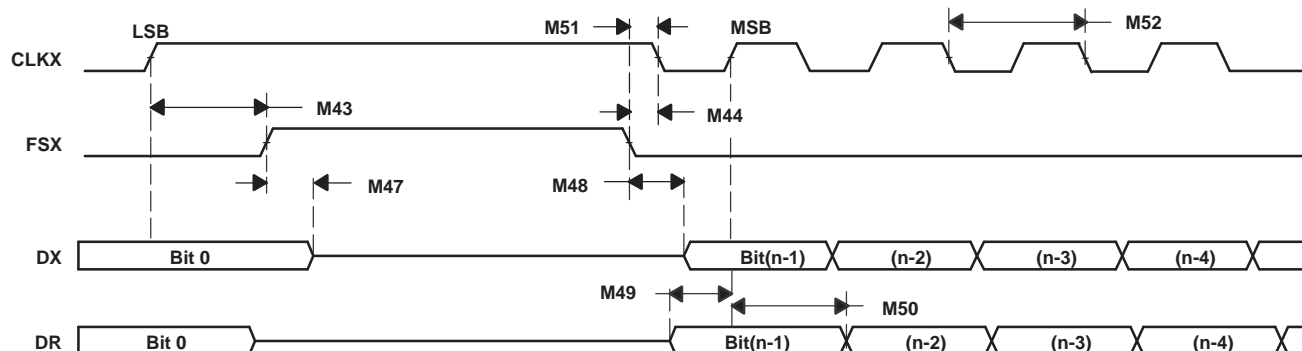 LSB
M51
MSB
M52
CLKX
M43
M44
FSX
M47
M48
DX
Bit 0
Bit(n-1)
(n-2)
(n-3)
(n-4)
M49
M50
DR
Bit 0
Bit(n-1)
(n-2)
(n-3)
(n-4)